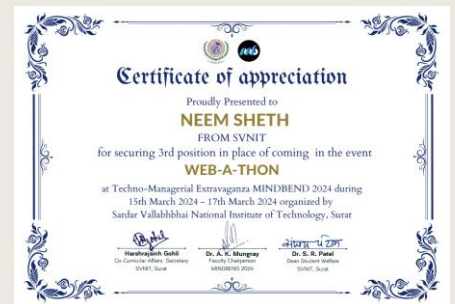 Certificate of appreciation
Proudly Presented to
NEEM SHETH
FROM SVNIT
for securing 3rd position in place of coming in the event
WEB-A-THON
at Techno-Managerial Extravaganza MINDBEND 2024 during
15th March 2024 - 17th March 2024 organized by
Sardar Vallabhbhai National Institute of Technology, Surat
Harshrajsinh Gohil Dr. A. K. Mungray Dr. S. R. Patel
Co-Curricular Affairs Secretary Faculty Chairperson Dean Student Welfare
SVNIT, Surat MINDBEND 2024 SVNIT, Surat